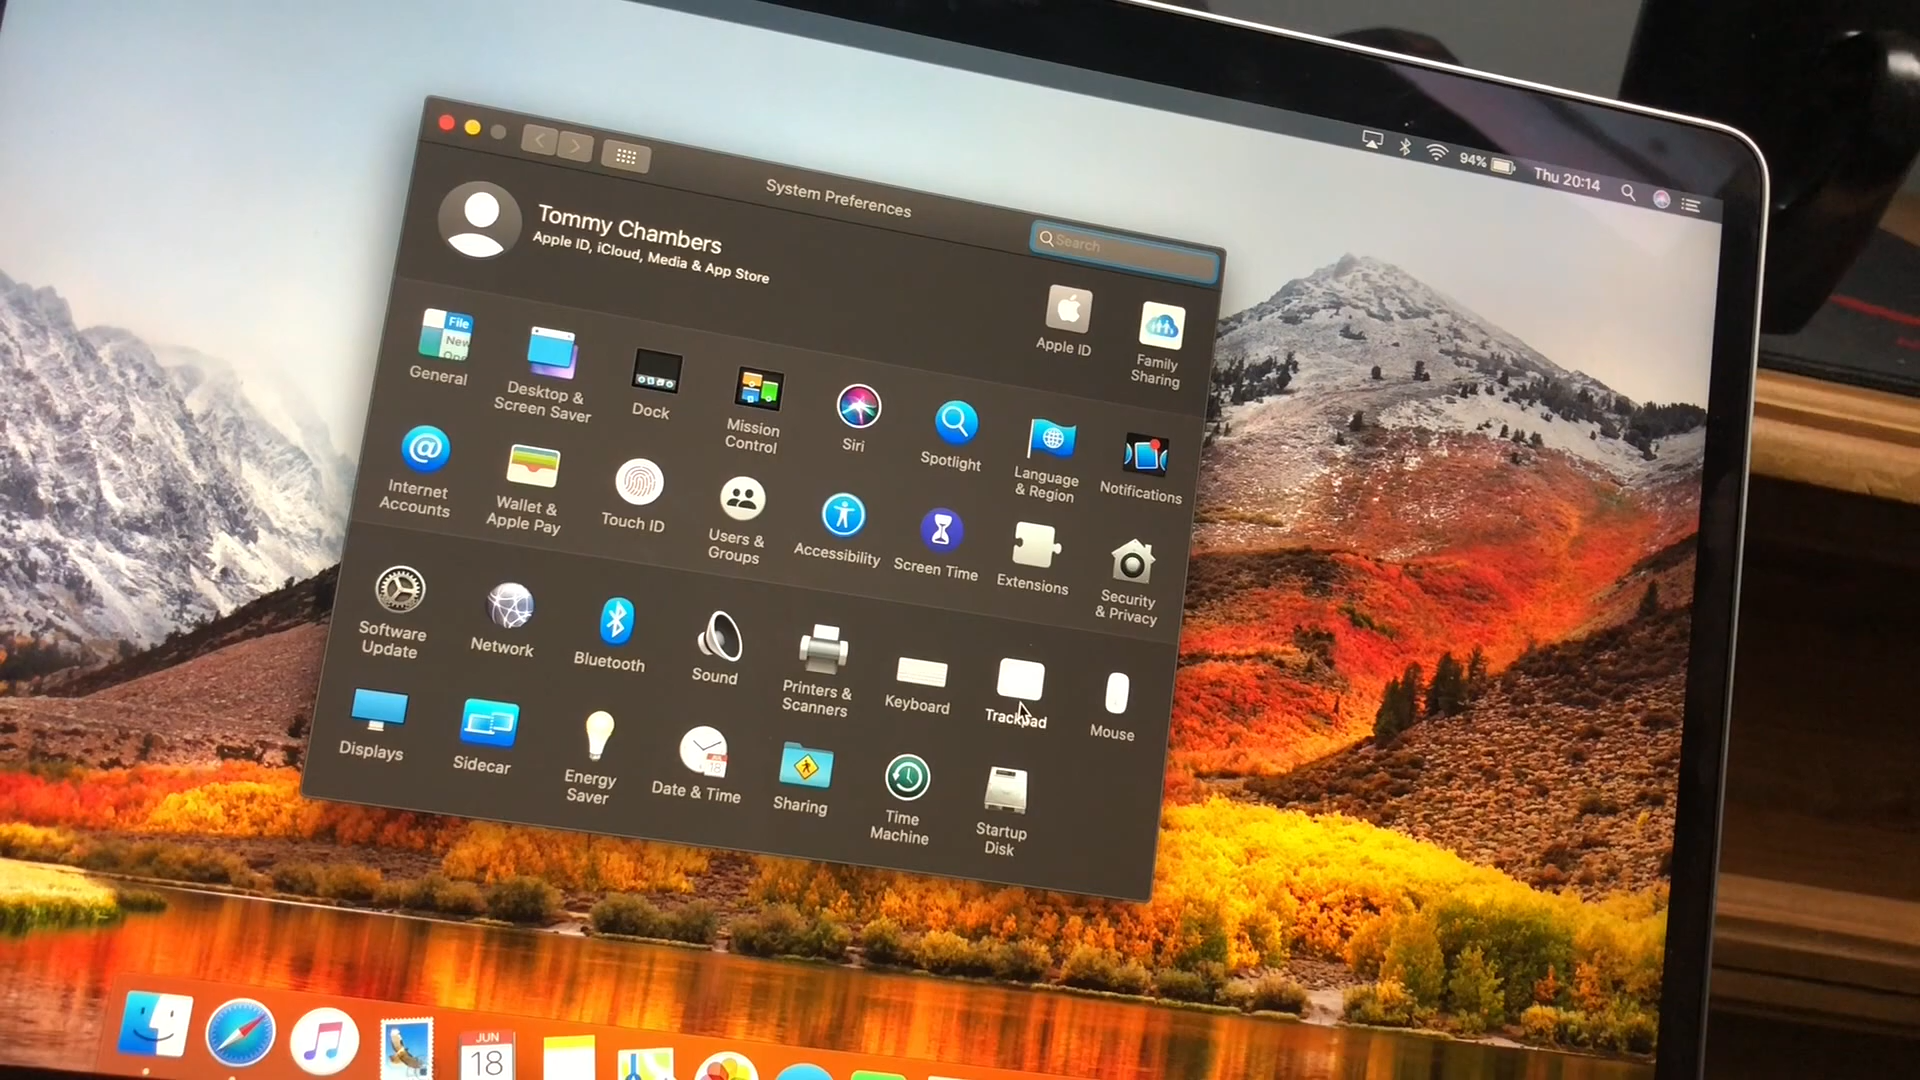 94%
Thu 20:14
System Preferences
Search
Tommy Chambers
Apple ID, iCloud, Media & App Store
Apple ID
Family
Sharing
File
New
General
Desktop &
Screen Saver
Dock
Mission
Control
Siri
Spotlight
Language
& Region
Notifications
Internet
Accounts
Wallet &
Apple Pay
Touch ID
Users &
Groups
Accessibility
Screen Time
Extensions
Security
& Privacy
Software
Update
Network
Bluetooth
Sound
Printers &
Scanners
Keyboard
Trackpad
Mouse
Displays
Sidecar
Energy
Saver
Date & Time
Sharing
Time
Machine
Startup
Disk
JUN
18